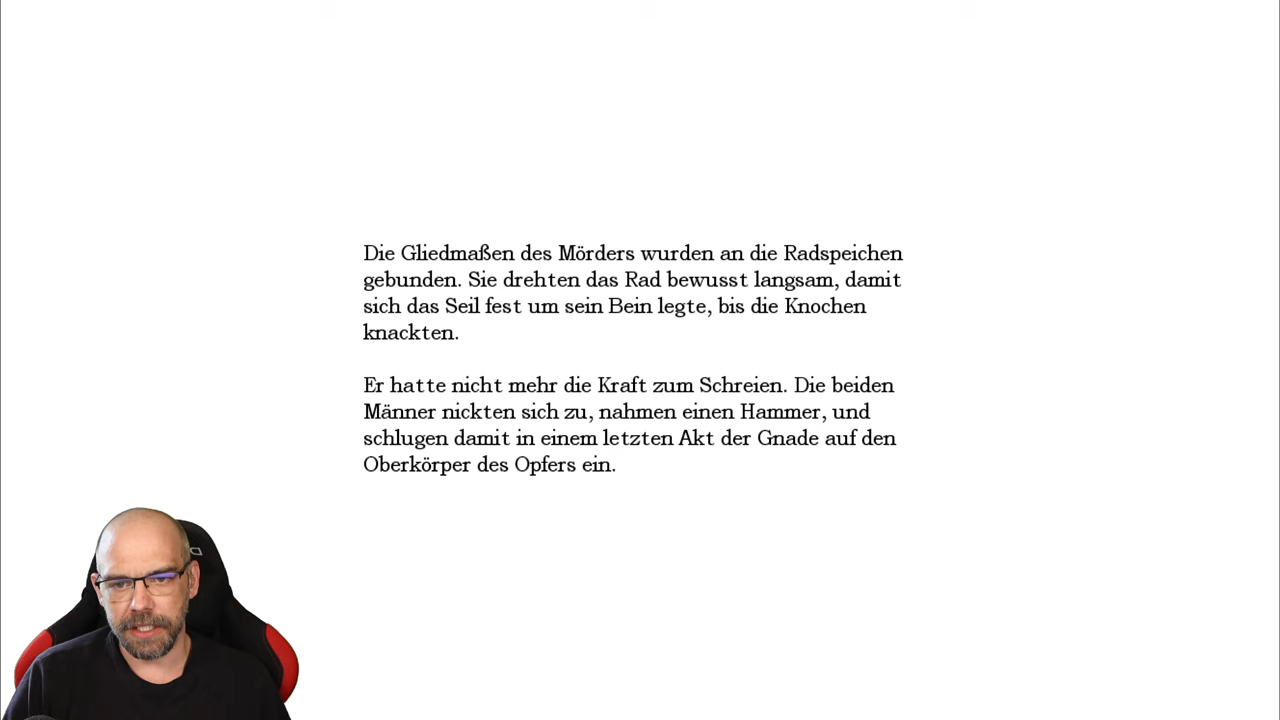 Die Gliedmaßen des Mörders wurden an die Radspeichen
gebunden. Sie drehten das Rad bewusst langsam, damit
sich das Seil fest um sein Bein legte, bis die Knochen
knackten.
Er hatte nicht mehr die Kraft zum Schreien. Die beiden
Männer nickten sich zu, nahmen einen Hammer, und
schlugen damit in einem letzten Akt der Gnade auf den
Oberkörper des Opfers ein.